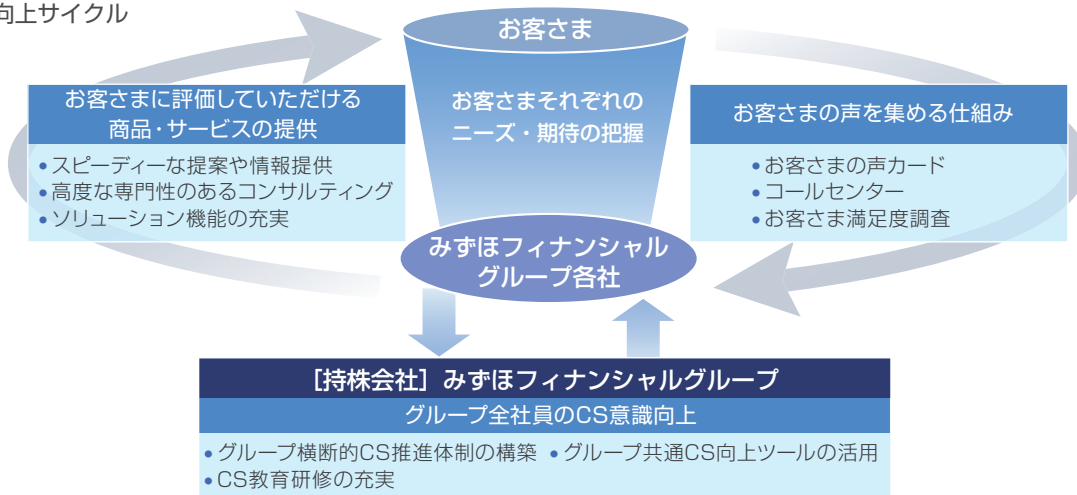 向上サイクル
お客さま
お客さまそれぞれの
ニーズ・期待の把握
お客さまに評価していただける
商品・サービスの提供
•スピーディーな提案や情報提供
•高度な専門性のあるコンサルティング
•ソリューション機能の充実
お客さまの声を集める仕組み
•お客さまの声カード
•コールセンター
•お客さま満足度調査
みずほフィナンシャル
グループ各社
［持株会社］みずほフィナンシャルグループ
グループ全社員のCS意識向上
•グループ横断的CS推進体制の構築 •グループ共通CS向上ツールの活用
•CS教育研修の充実